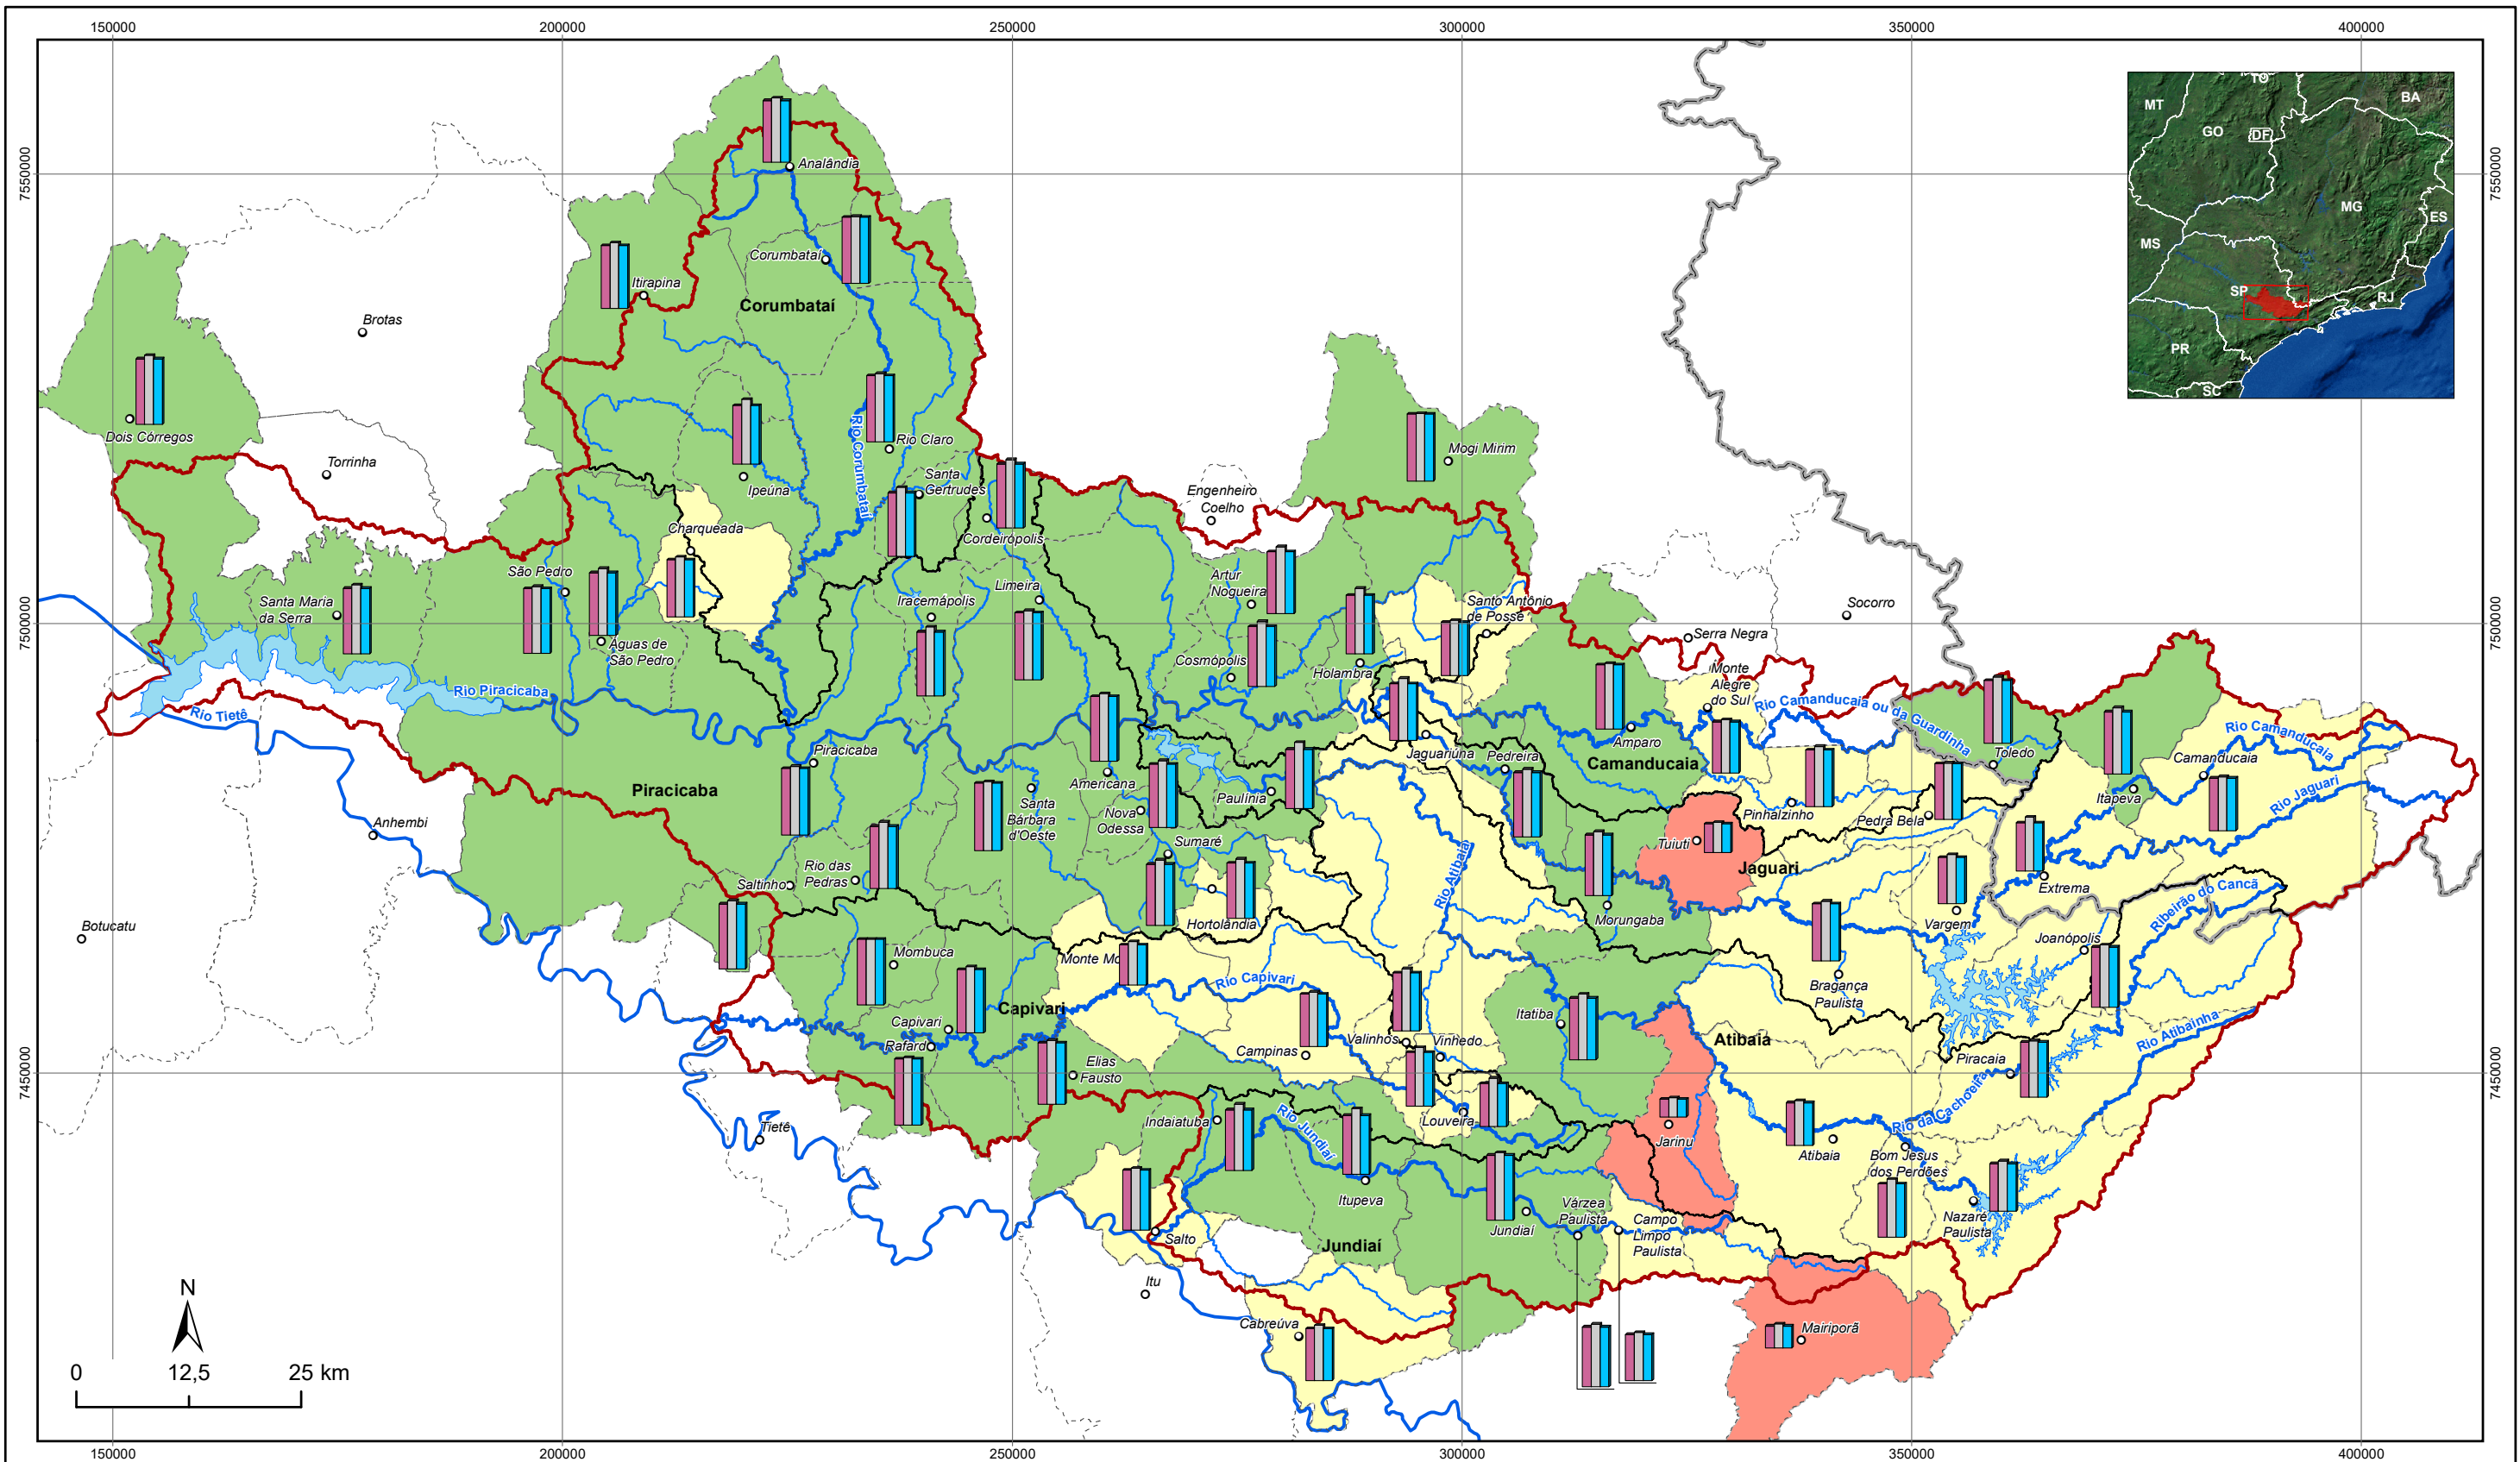 150000
200000
250000
300000
350000
400000
7550000
7550000
TO
BA
MT
GO
DF
MG
ES
MS
SP
RJ
PR
SC
Analândia
Corumbataí
Itirapina
Corumbataí
Brotas
Dois Córregos
Torrinha
Rio Corumbataí
Rio Claro
Ipeúna
Santa
Gertrudes
Cordeirópolis
Mogi Mirim
Engenheiro
Coelho
Charqueada
São Pedro
Santa Maria
da Serra
Águas de
São Pedro
Iracemápolis
Limeira
Artur
Nogueira
Cosmópolis
Holambra
Santo Antônio
de Posse
Socorro
Serra Negra
Monte
Alegre
do Sul
7500000
7500000
Rio Piracicaba
Rio Tietê
Rio Camanducaia ou da Guardinha
Rio Camanducaia
Rio Jaguari
Piracicaba
Piracicaba
Americana
Santa
Bárbara
d'Oeste
Nova
Odessa
Paulínia
Sumaré
Jaguariúna
Pedreira
Amparo
Camanducaia
Toledo
Itapeva
Camanducaia
Pinhalzinho
Pedra Bela
Tuiuti
Jaguari
Extrema
Vargem
Anhembi
Botucatu
Saltinho
Rio das
Pedras
Hortolândia
Rio Atibaia
Morungaba
Ribeirão do Cancã
Joanópolis
Bragança
Paulista
Mombuca
Monte Mo
Rio Capivari
Capivari
Capivari
Rafard
Elias
Fausto
Campinas
Valinhos
Vinhedo
Itatiba
Atibaia
Piracaia
Rio Atibainha
Rio da Cachoeira
7450000
7450000
Tietê
Indaiatuba
Rio Jundiaí
Louveira
Jarinu
Atibaia
Bom Jesus
dos Perdões
Nazaré
Paulista
Itupeva
Jundiaí
Várzea
Paulista
Campo
Limpo
Paulista
Salto
Jundiaí
Itu
Cabreúva
Mairiporã
N
0
12,5
25 km
150000
200000
250000
300000
350000
400000